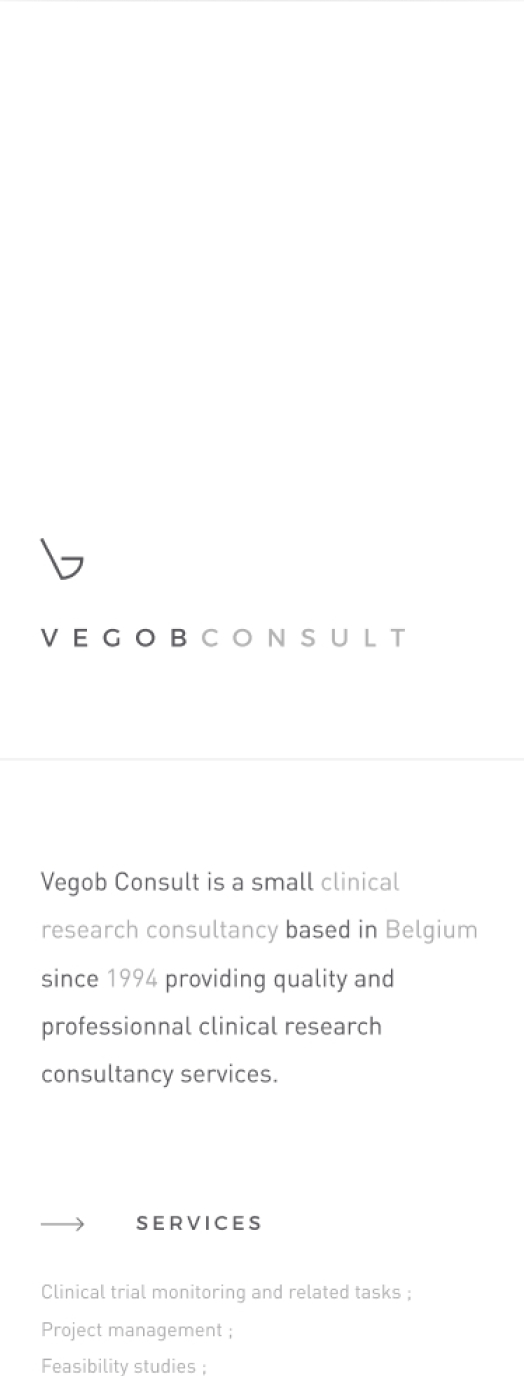 VEGOBCONSULT
Vegob Consult is a small clinical
research consultancy based in Belgium
since 1994 providing quality and
professionnal clinical research
consultancy services.
SERVICES
Clinical trial monitoring and related tasks ;
Project management ;
Feasibility studies ;